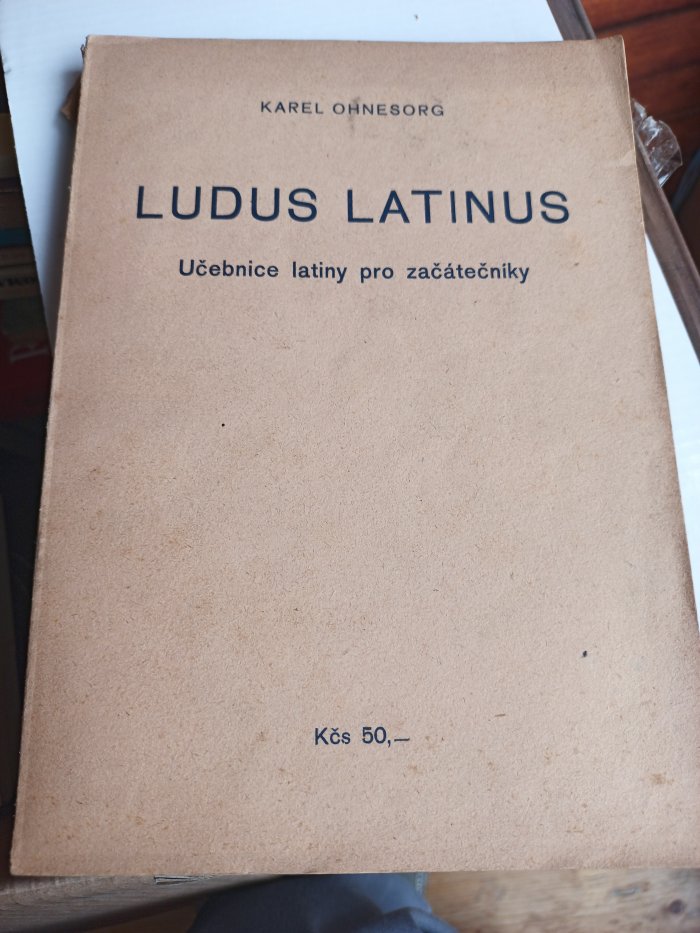 KAREL OHNESORG
LUDUS LATINUS
Učebnice latiny pro začátečníky
Kčs 50,—